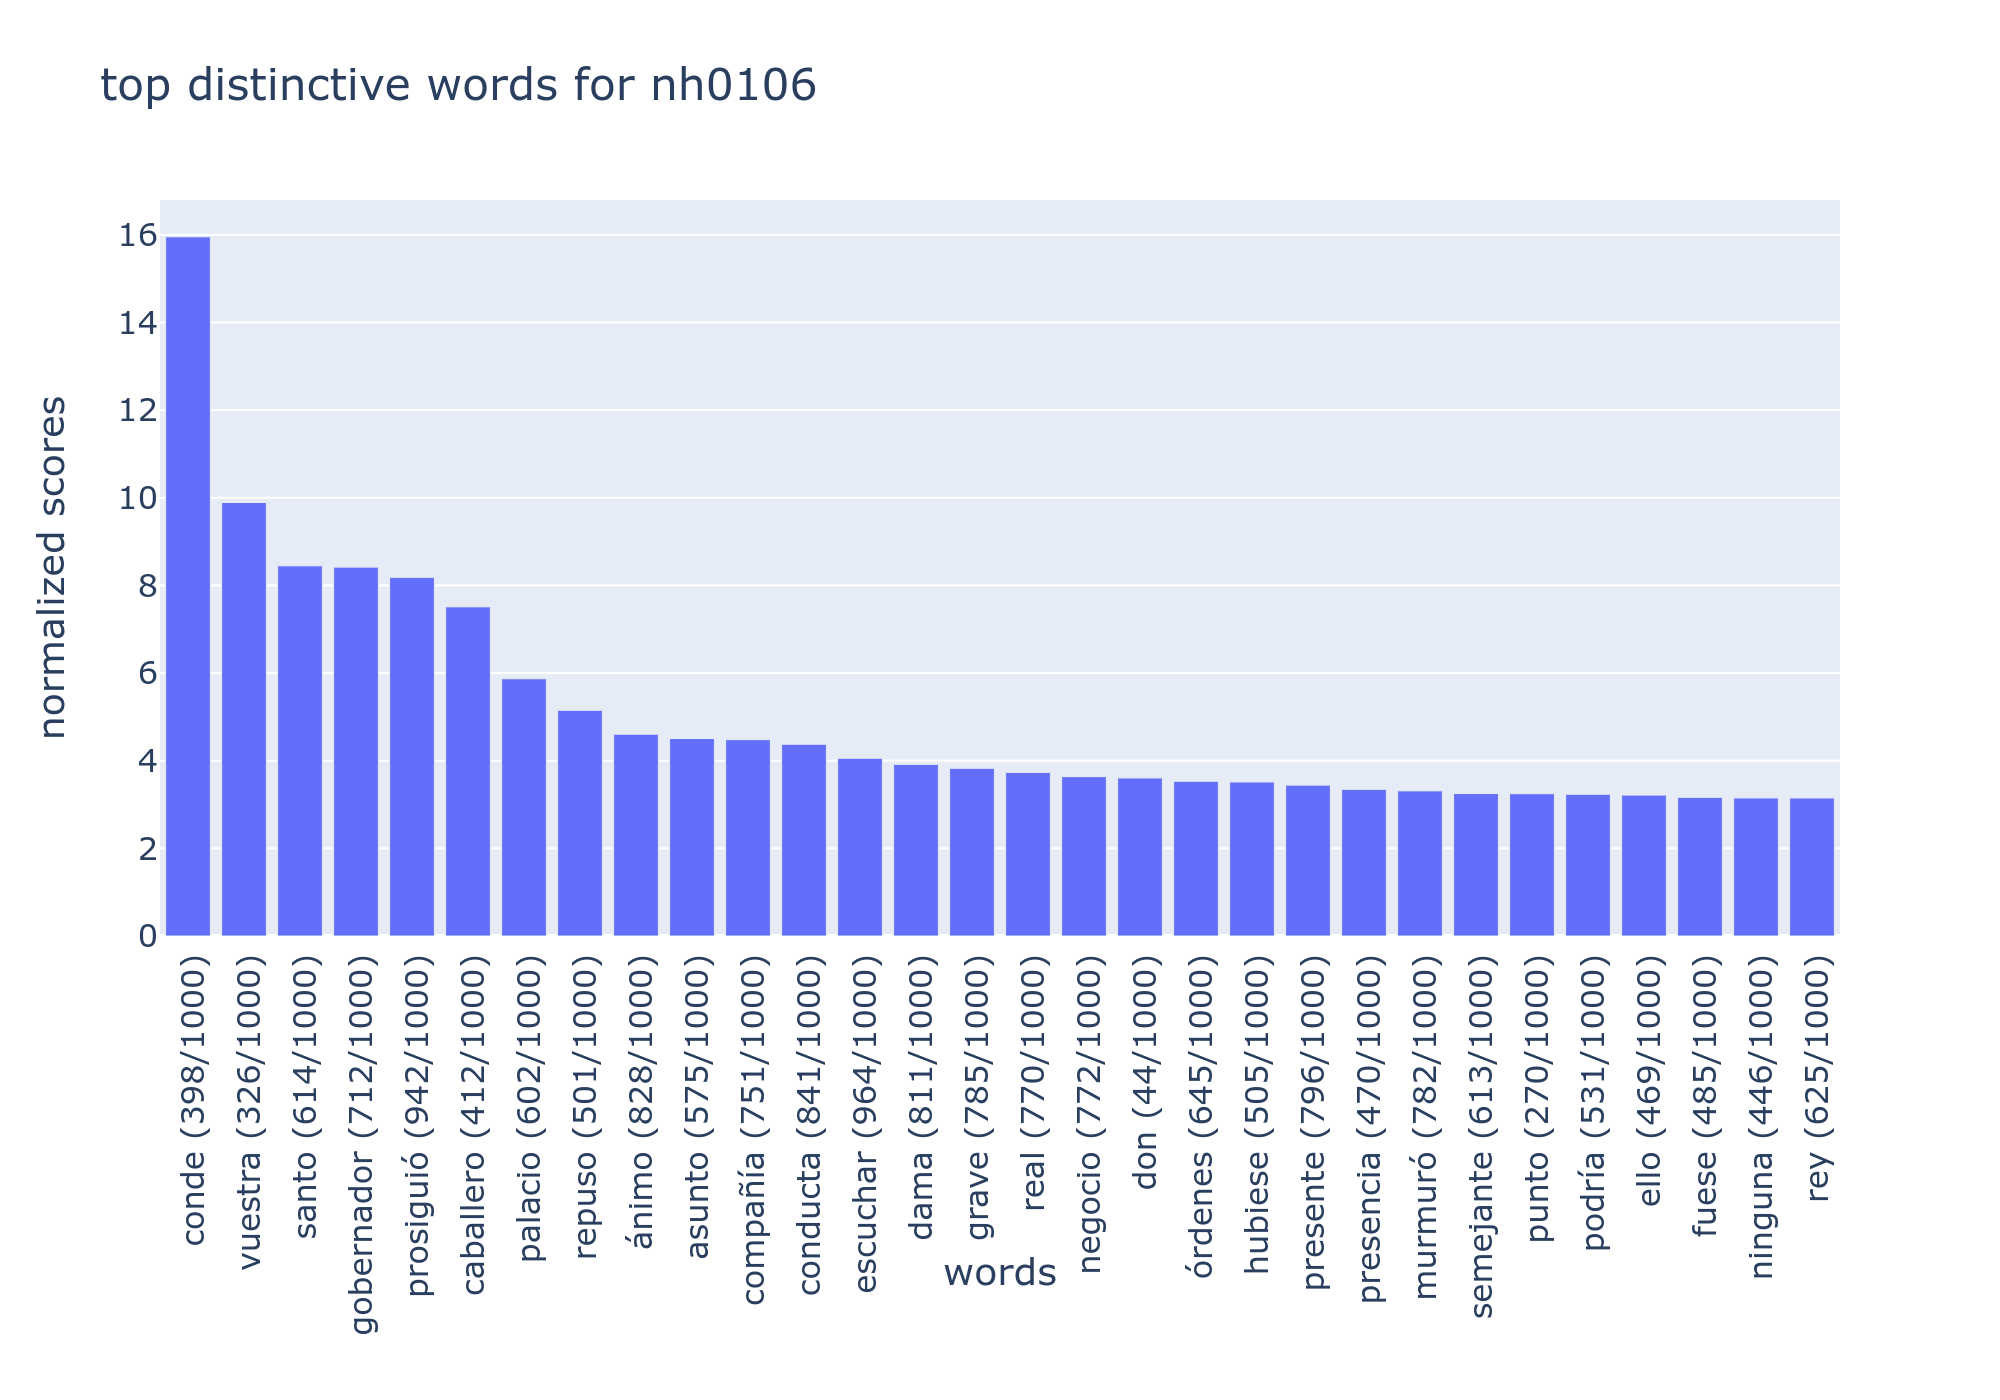 top distinctive words for nh0106
normalized scores
16
14
12
10
8
6
4
2
0
conde (398/1000)
vuestra (326/1000)
santo (614/1000)
gobernador (712/1000)
prosiguió (942/1000)
caballero (412/1000)
palacio (602/1000)
repuso (501/1000)
ánimo (828/1000)
asunto (575/1000)
compañía (751/1000)
conducta (841/1000)
escuchar (964/1000)
dama (811/1000)
grave (785/1000)
real (770/1000)
negocio (772/1000)
don (44/1000)
órdenes (645/1000)
hubiese (505/1000)
presente (796/1000)
presencia (470/1000)
murmuró (782/1000)
semejante (613/1000)
punto (270/1000)
podría (531/1000)
ello (469/1000)
fuese (485/1000)
ninguna (446/1000)
rey (625/1000)
words